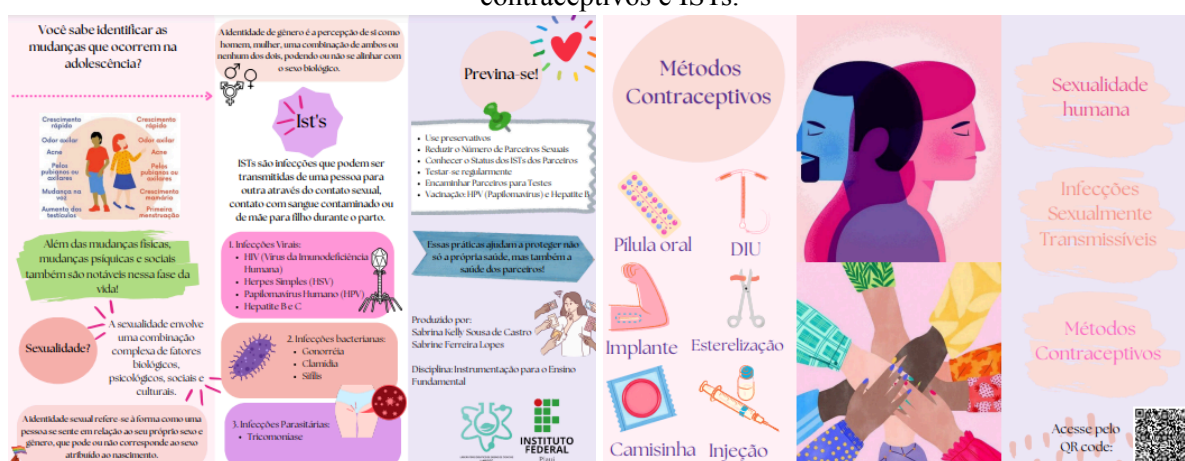 contraceptivos e ISTs.
Você sabe identificar as
mudanças que ocorrem na
adolescência?
Crescimento
rápido
Odor axilar
Acne
Pelos
pubianos ou
axilares
Mudança na
voz
Aumento dos
testículos
Crescimento
rápido
Odor axilar
Acne
Pelos
pubianos ou
axilares
Crescimento
mamário
Primeira
menstruação
Além das mudanças físicas,
mudanças psíquicas e sociais
também são notáveis nessa fase da
vida!
Sexualidade?
A sexualidade envolve
uma combinação
complexa de fatores
biológicos,
psicológicos, sociais e
culturais.
A identidade sexual refere-se à forma como uma
pessoa se sente em relação ao seu próprio sexo e
gênero, que pode ou não corresponde ao sexo
atribuído ao nascimento.
A identidade de gênero é a percepção de si como
homem, mulher, uma combinação de ambos ou
nenhum dos dois, podendo ou não se alinhar com
o sexo biológico.
Ist's
ISTs são infecções que podem ser
transmitidas de uma pessoa para
outra através do contato sexual,
contato com sangue contaminado ou
de mãe para filho durante o parto.
1. Infecções Virais:
• HIV (Vírus da Imunodeficiência
Humana)
• Herpes Simples (HSV)
• Papilomavírus Humano (HPV)
• Hepatite B e C
2. Infecções bacterianas:
• Gonorréia
• Clamídia
• Sífilis
3. Infecções Parasitárias:
• Tricomoníase
Previna-se!
• Use preservativos
• Reduzir o Número de Parceiros Sexuais
• Conhecer o Status dos ISTs dos Parceiros
• Testar-se regularmente
• Encaminhar Parceiros para Testes
• Vacinação: HPV (Papilomavírus) e Hepatite B
Essas práticas ajudam a proteger não
só a própria saúde, mas também a
saúde dos parceiros!
Produzido por:
Sabrina Kelly Sousa de Castro
Sabrine Ferreira Lopes
Disciplina: Instrumentação para o Ensino
Fundamental
INSTITUTO
FEDERAL
Piauí
Métodos
Contraceptivos
Pílula oral
DIU
Implante
Esterelização
Camisinha
Injeção
Sexualidade
humana
Infecções
Sexualmente
Transmissíveis
Métodos
Contraceptivos
Acesse pelo
QR code: